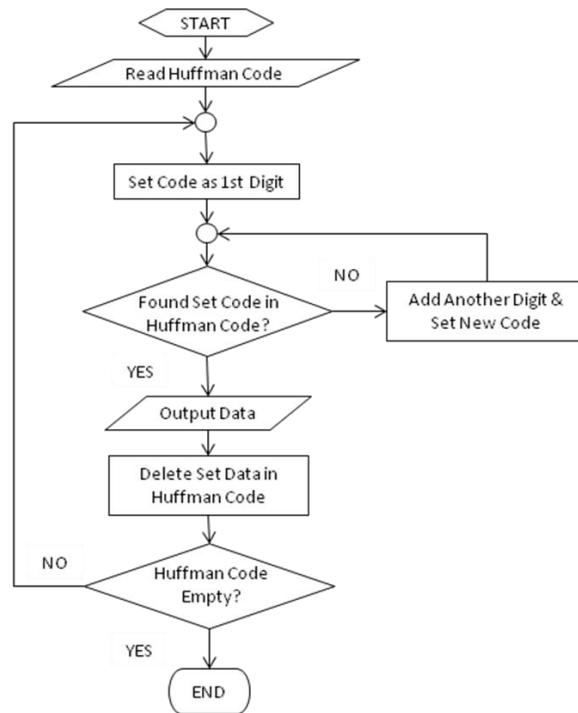 START
Read Huffman Code
Set Code as 1st Digit
NO
Found Set Code in
Huffman Code?
Add Another Digit &
Set New Code
YES
Output Data
Delete Set Data in
Huffman Code
NO
Huffman Code
Empty?
YES
END